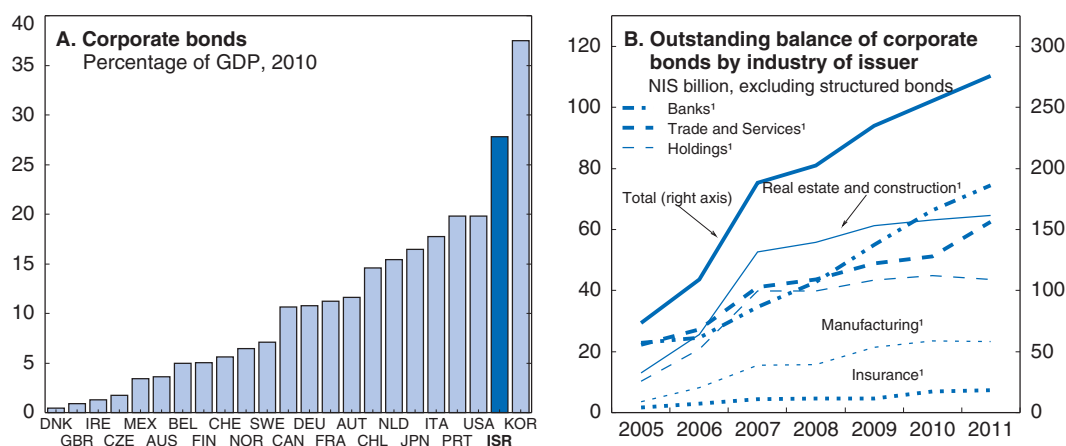 A. Corporate bonds
Percentage of GDP, 2010
40
35
30
25
20
15
10
5
0
DNK IRE MEX BEL CHE SWE DEU AUT NLD ITA USA KOR
GBR CZE AUS FIN NOR CAN FRA CHL JPN PRT ISR
B. Outstanding balance of corporate
bonds by industry of issuer
NIS billion, excluding structured bonds
Banks¹
Trade and Services¹
Holdings¹
Total (right axis)
Real estate and construction¹
Manufacturing¹
Insurance¹
120
100
80
60
40
20
0
300
250
200
150
100
50
0
2005 2006 2007 2008 2009 2010 2011